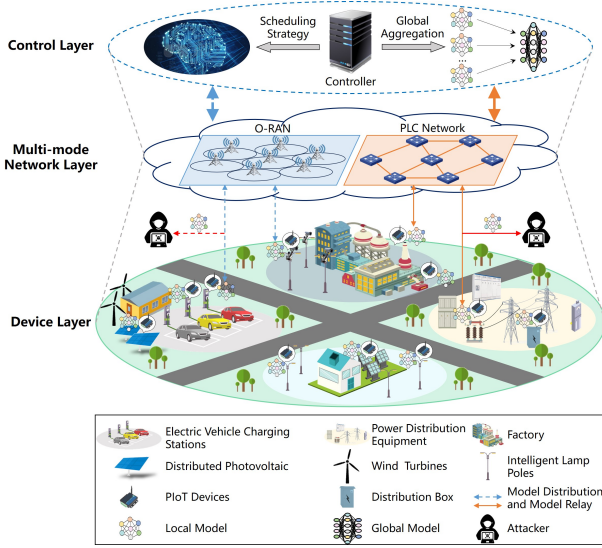 Control Layer
Scheduling
Strategy
Global
Aggregation
Controller
...
O-RAN
PLC Network
Multi-mode
Network Layer
Device Layer
Electric Vehicle Charging
Stations
Power Distribution
Equipment
Factory
Distributed Photovoltaic
Wind Turbines
Intelligent Lamp
Poles
PIoT Devices
Distribution Box
Model Distribution
and Model Relay
Local Model
Global Model
Attacker